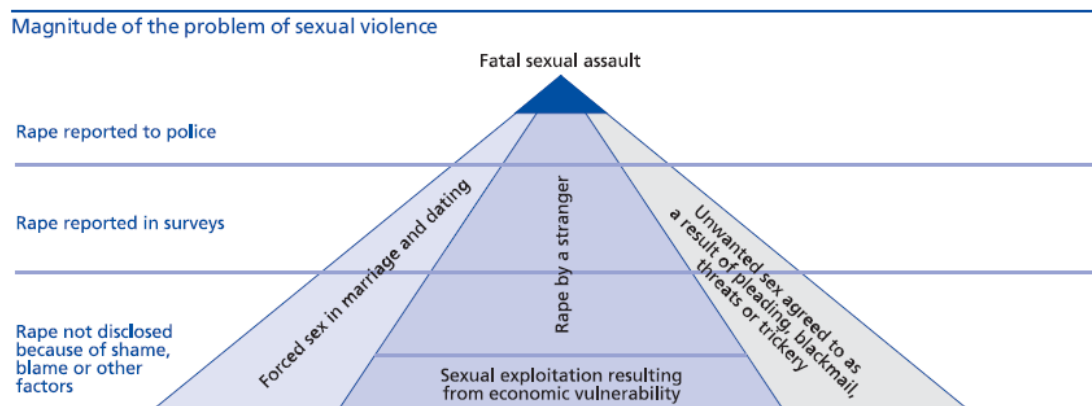 Magnitude of the problem of sexual violence
Fatal sexual assault
Rape reported to police
Rape reported in surveys
Rape not disclosed
because of shame,
blame or other
factors
Forced sex in marriage and dating
Rape by a stranger
Unwanted sex agreed to as
a result of pleading, blackmail,
threats or trickery
Sexual exploitation resulting
from economic vulnerability